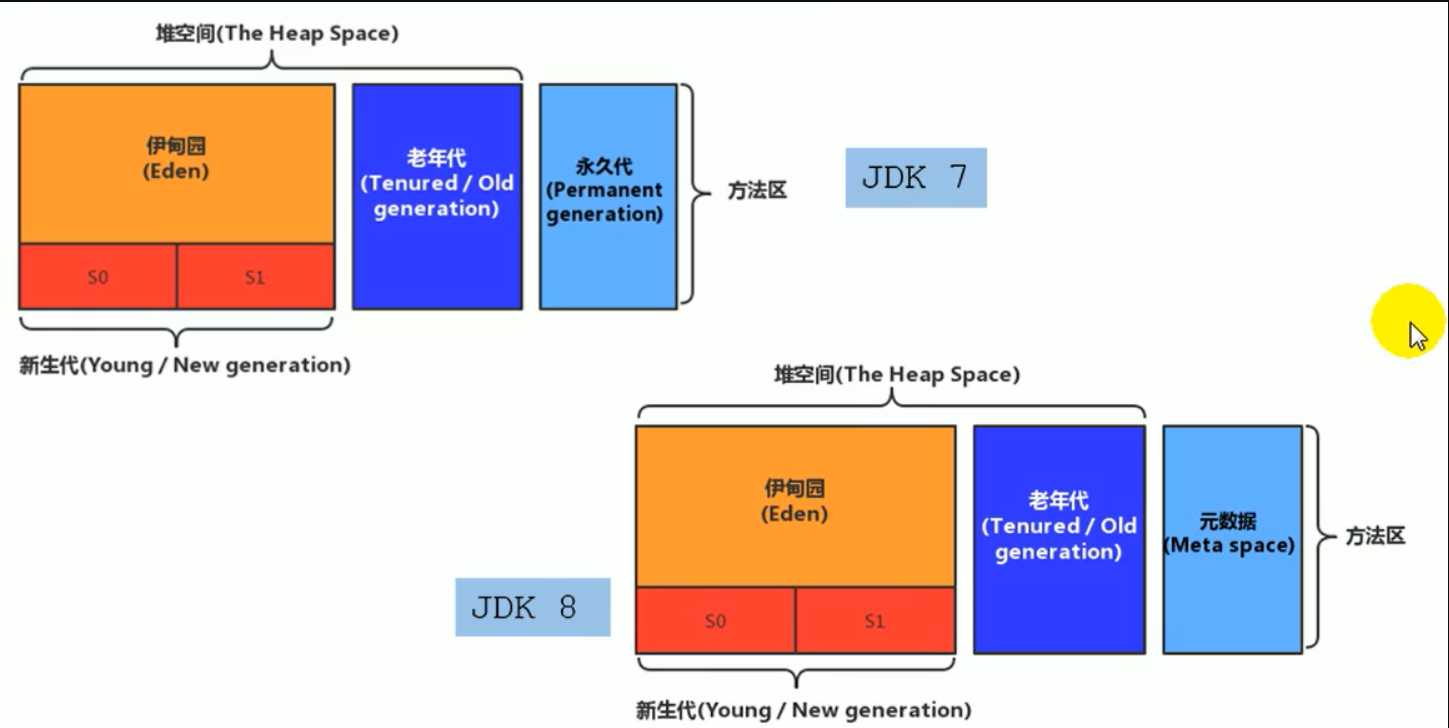 堆空间(The Heap Space)
伊甸园
(Eden)
S0
S1
老年代
(Tenured / Old
generation)
永久代
(Permanent
generation)
方法区
JDK 7
新生代(Young / New generation)
堆空间(The Heap Space)
伊甸园
(Eden)
S0
S1
老年代
(Tenured / Old
generation)
元数据
(Meta space)
方法区
JDK 8
新生代(Young / New generation)